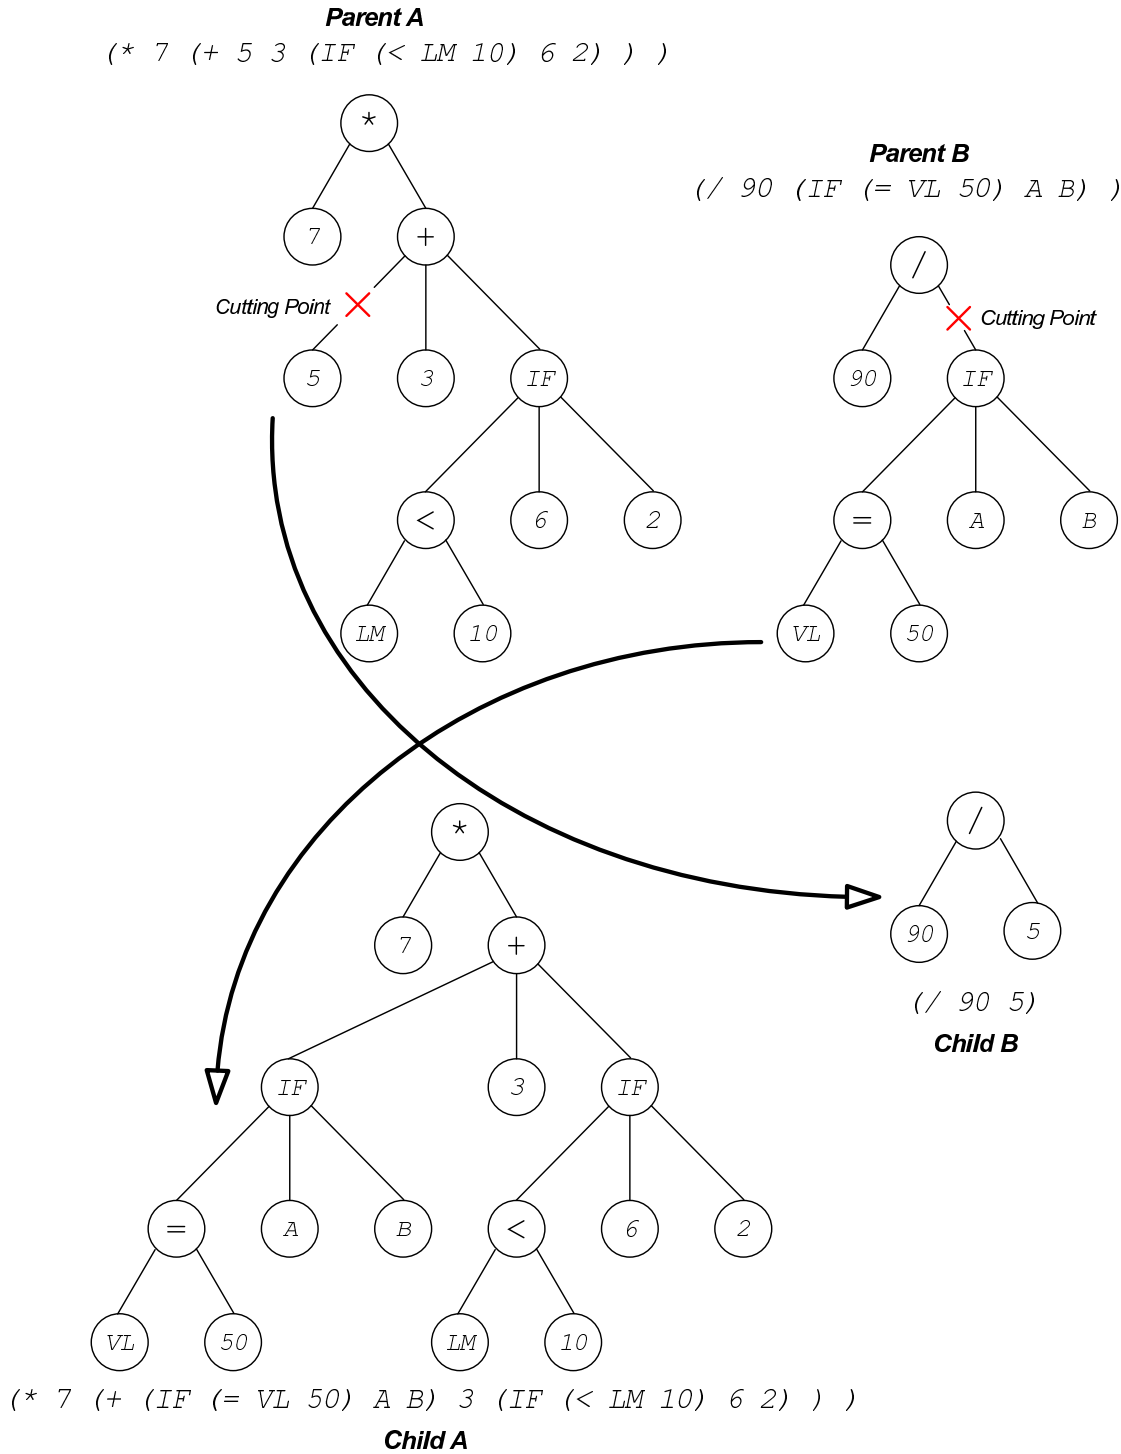 Parent A
(* 7 (+ 5 3 (IF (< LM 10) 6 2) ) )
*
7
+
Cutting Point
5
3
IF
<
6
2
LM
10
Parent B
(/ 90 (IF (= VL 50) A B) )
/
Cutting Point
90
IF
=
A
B
VL
50
*
7
+
IF
3
IF
=
A
B
<
6
2
VL
50
LM
10
(* 7 (+ (IF (= VL 50) A B) 3 (IF (< LM 10) 6 2) ) )
Child A
/
90
5
(/ 90 5)
Child B